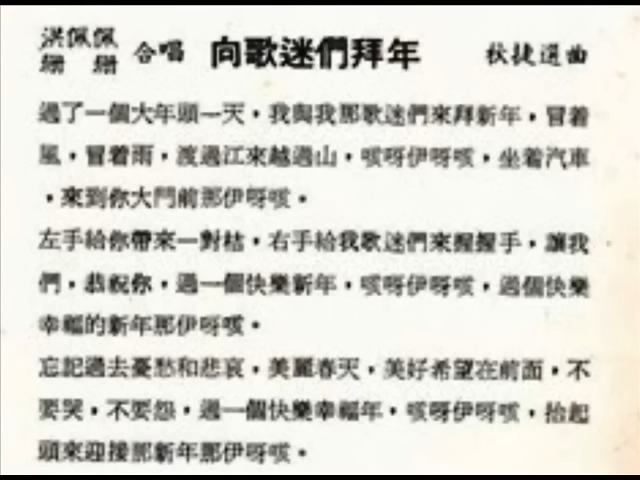 洪佩佩
珊 珊 合唱 向歌迷們拜年 狄捷選曲
過了一個大年頭一天，我與我那歌迷們來拜新年，冒着
風，冒着雨，渡過江來越過山，咳呀伊呀咳，坐着汽車
，來到你大門前那伊呀咳。
左手給你帶來一對桔，右手給我歌迷們來握握手，讓我
們，恭祝你，過一個快樂新年，咳呀伊呀咳，過個快樂
幸福的新年那伊呀咳。
忘記過去憂愁和悲哀，美麗春天，美好希望在前面，不
要哭，不要怨，過一個快樂幸福年，咳呀伊呀咳，抬起
頭來迎接那新年那伊呀咳。